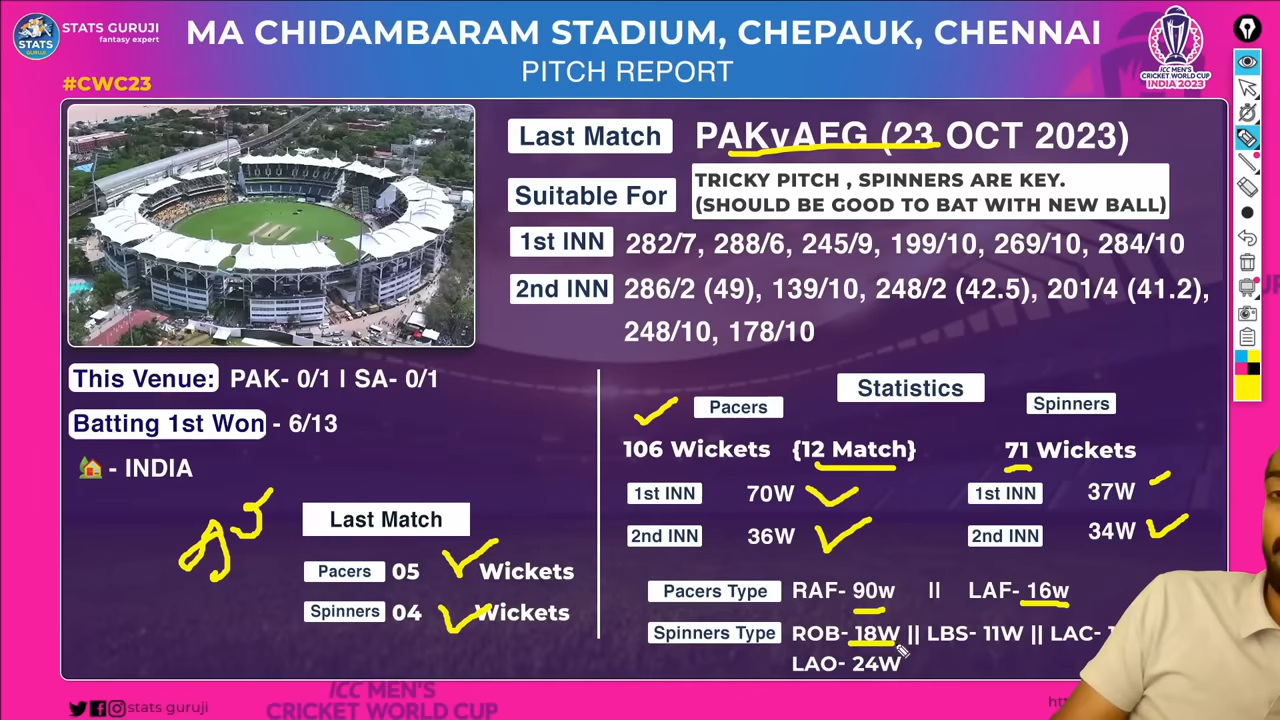 STATS GURUJI
fantasy expert
STATS
GURUJI
MA CHIDAMBARAM STADIUM, CHEPAUK, CHENNAI
PITCH REPORT
ICC MEN'S
CRICKET WORLD CUP
INDIA 2023
#CWC23
Last Match PAKvAFG (23 OCT 2023)
Suitable For TRICKY PITCH , SPINNERS ARE KEY.
(SHOULD BE GOOD TO BAT WITH NEW BALL)
1st INN 282/7, 288/6, 245/9, 199/10, 269/10, 284/10
2nd INN 286/2 (49), 139/10, 248/2 (42.5), 201/4 (41.2),
248/10, 178/10
This Venue: PAK- 0/1 I SA- 0/1
Batting 1st Won - 6/13
- INDIA
Last Match
Pacers 05 Wickets
Spinners 04 Wickets
Statistics
Pacers Spinners
106 Wickets {12 Match} 71 Wickets
1st INN 70W 1st INN 37W
2nd INN 36W 2nd INN 34W
Pacers Type RAF- 90w II LAF- 16w
Spinners Type ROB- 18W || LBS- 11W || LAC-
LAO- 24W
stats guruji
ICC MEN'S
CRICKET WORLD CUP